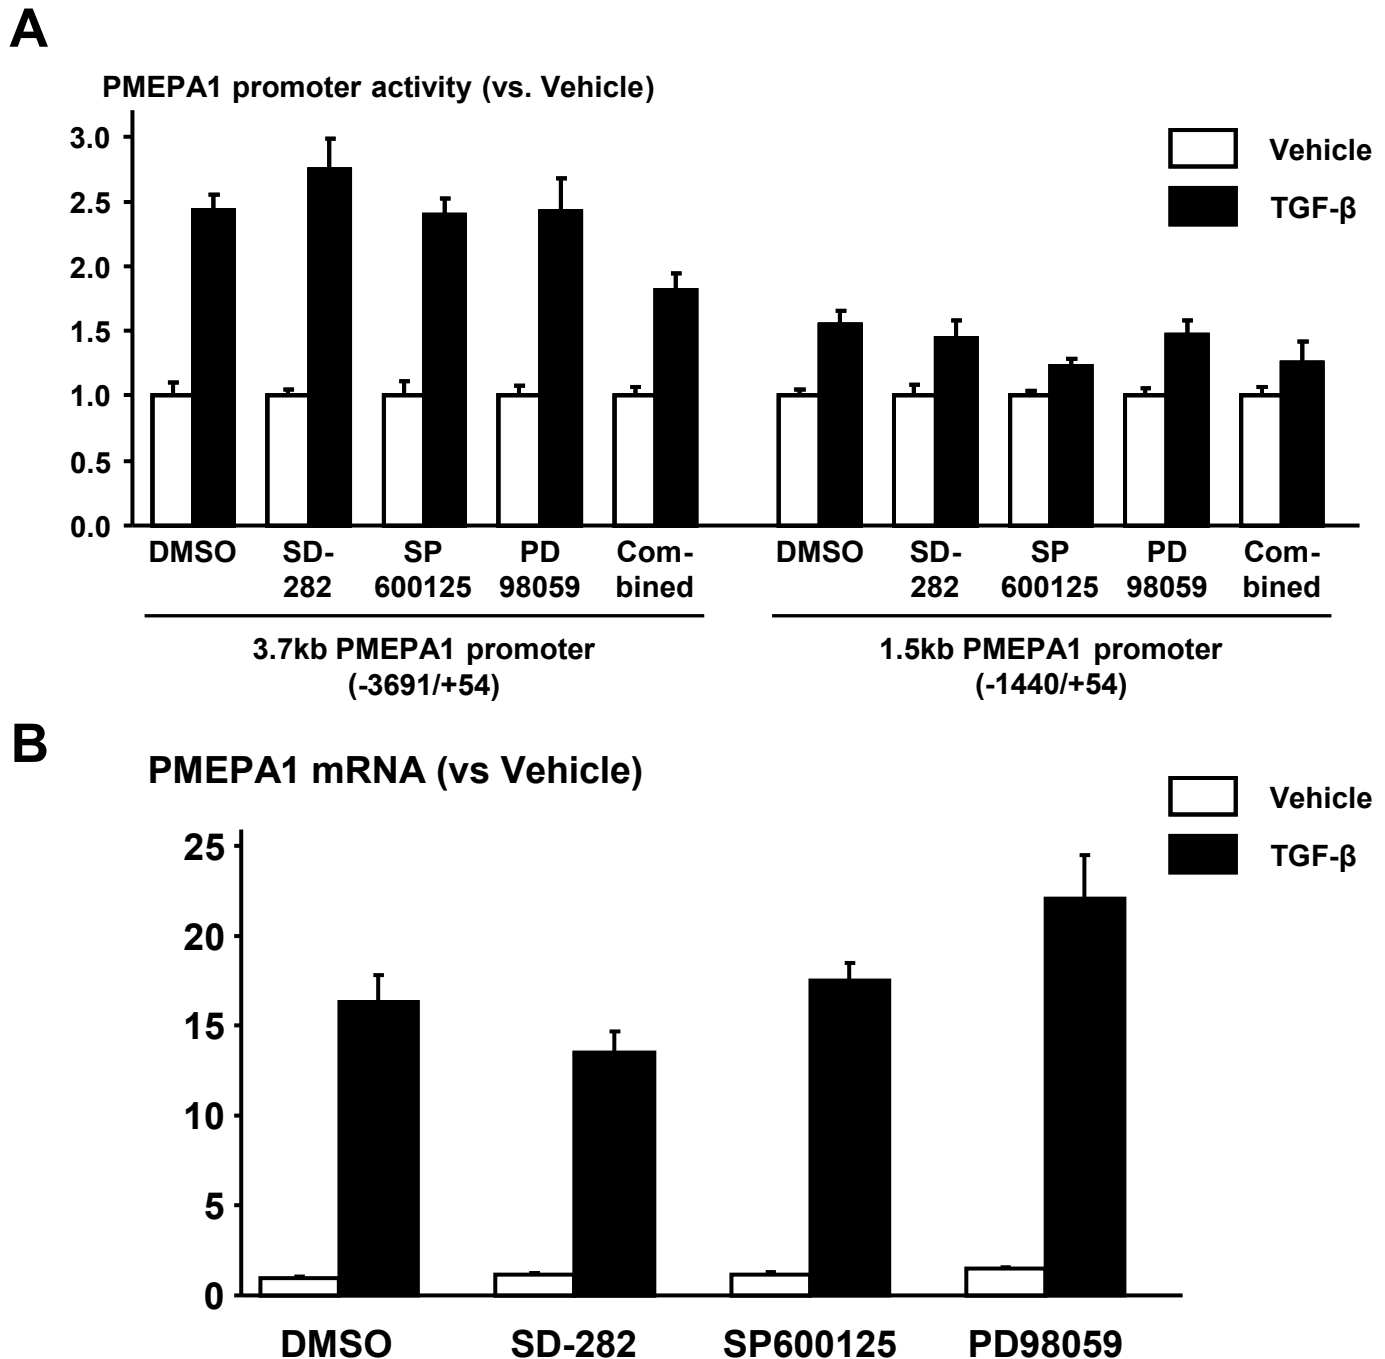 A
PMEPA1 promoter activity (vs. Vehicle)
3.0
2.5
2.0
1.5
1.0
0.5
0.0
Vehicle
TGF-β
DMSO SD- SP PD Com- DMSO SD- SP PD Com-
282 600125 98059 bined 282 600125 98059 bined
3.7kb PMEPA1 promoter 1.5kb PMEPA1 promoter
(-3691/+54) (-1440/+54)
B
PMEPA1 mRNA (vs Vehicle)
Vehicle
TGF-β
25
20
15
10
5
0
DMSO SD-282 SP600125 PD98059